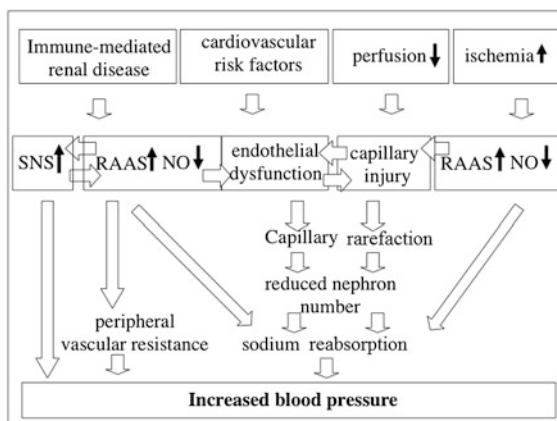 Immune-mediated
renal disease
cardiovascular
risk factors
perfusion
ischemia
SNS
RAAS NO
endothelial
dysfunction
capillary
injury
RAAS NO
Capillary rarefaction
reduced nephron
number
peripheral
vascular resistance
sodium reabsorption
Increased blood pressure